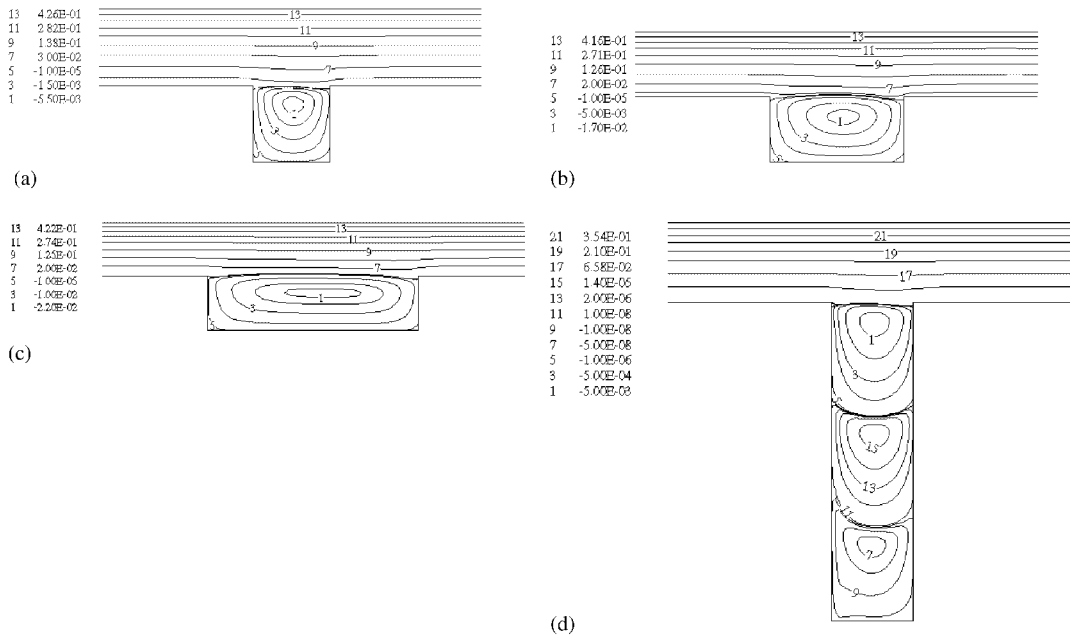 13 4.26E-01
11 2.82E-01
9 1.38E-01
7 3.00E-02
5 -1.00E-05
3 -1.50E-03
1 -5.50E-03
13
11
9
7
3
(a)
13 4.16E-01
11 2.71E-01
9 1.26E-01
7 2.00E-02
5 -1.00E-05
3 -5.00E-03
1 -1.70E-02
13
11
9
7
1
3
5
(b)
13 4.22E-01
11 2.74E-01
9 1.25E-01
7 2.00E-02
5 -1.00E-05
3 -1.00E-02
1 -2.20E-02
13
11
9
7
1
3
5
(c)
21 3.54E-01
19 2.10E-01
17 6.58E-02
15 1.40E-05
13 2.00E-06
11 1.00E-08
9 -1.00E-08
7 -5.00E-08
5 -1.00E-06
3 -5.00E-04
1 -5.00E-03
21
19
17
1
3
15
13
11
7
9
(d)